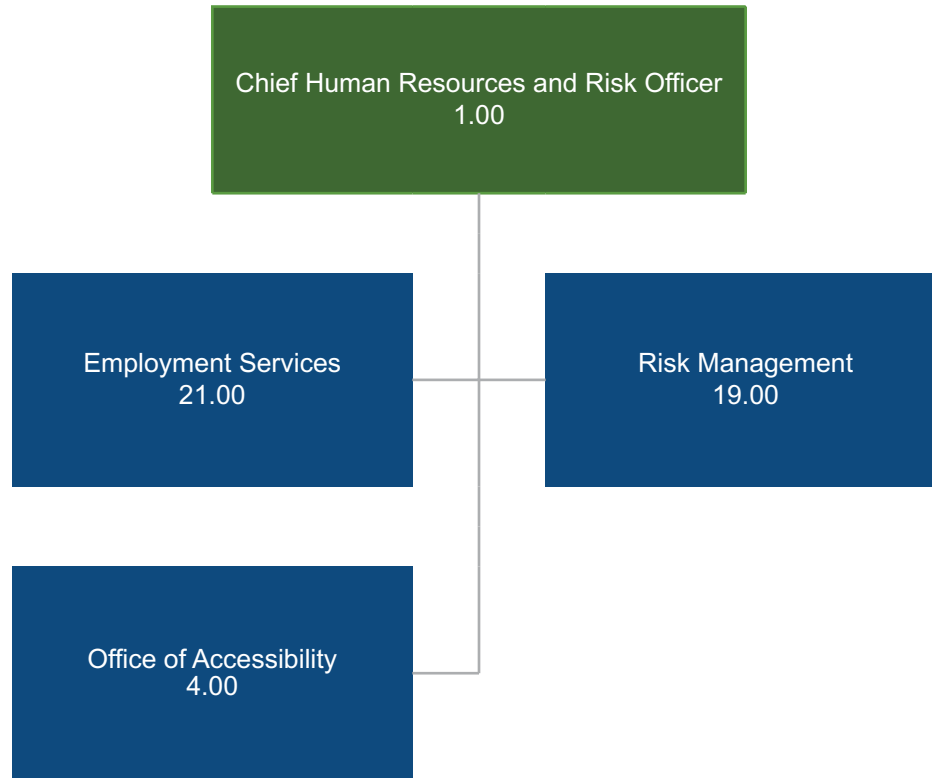 Chief Human Resources and Risk Officer
1.00
Employment Services
21.00
Risk Management
19.00
Office of Accessibility
4.00